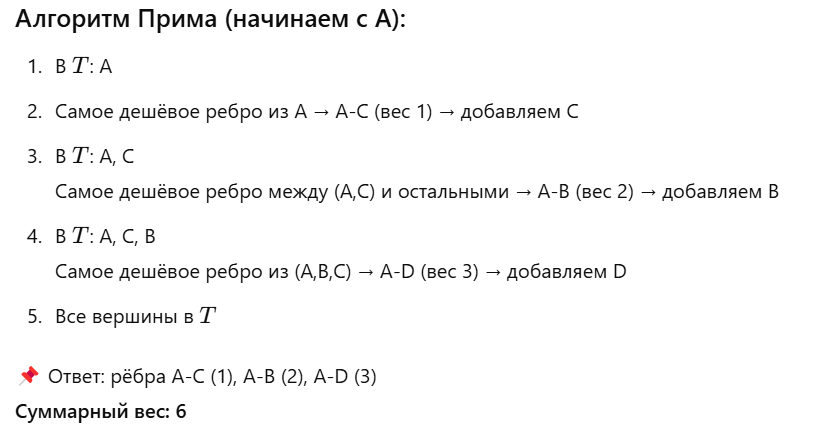 Алгоритм Прима (начинаем с A):
1. В T: A
2. Самое дешёвое ребро из A → A-C (вес 1) → добавляем C
3. В T: A, C
Самое дешёвое ребро между (A,C) и остальными → A-B (вес 2) → добавляем B
4. В T: A, C, B
Самое дешёвое ребро из (A,B,C) → A-D (вес 3) → добавляем D
5. Все вершины в T
📌 Ответ: рёбра A-C (1), A-B (2), A-D (3)
Суммарный вес: 6